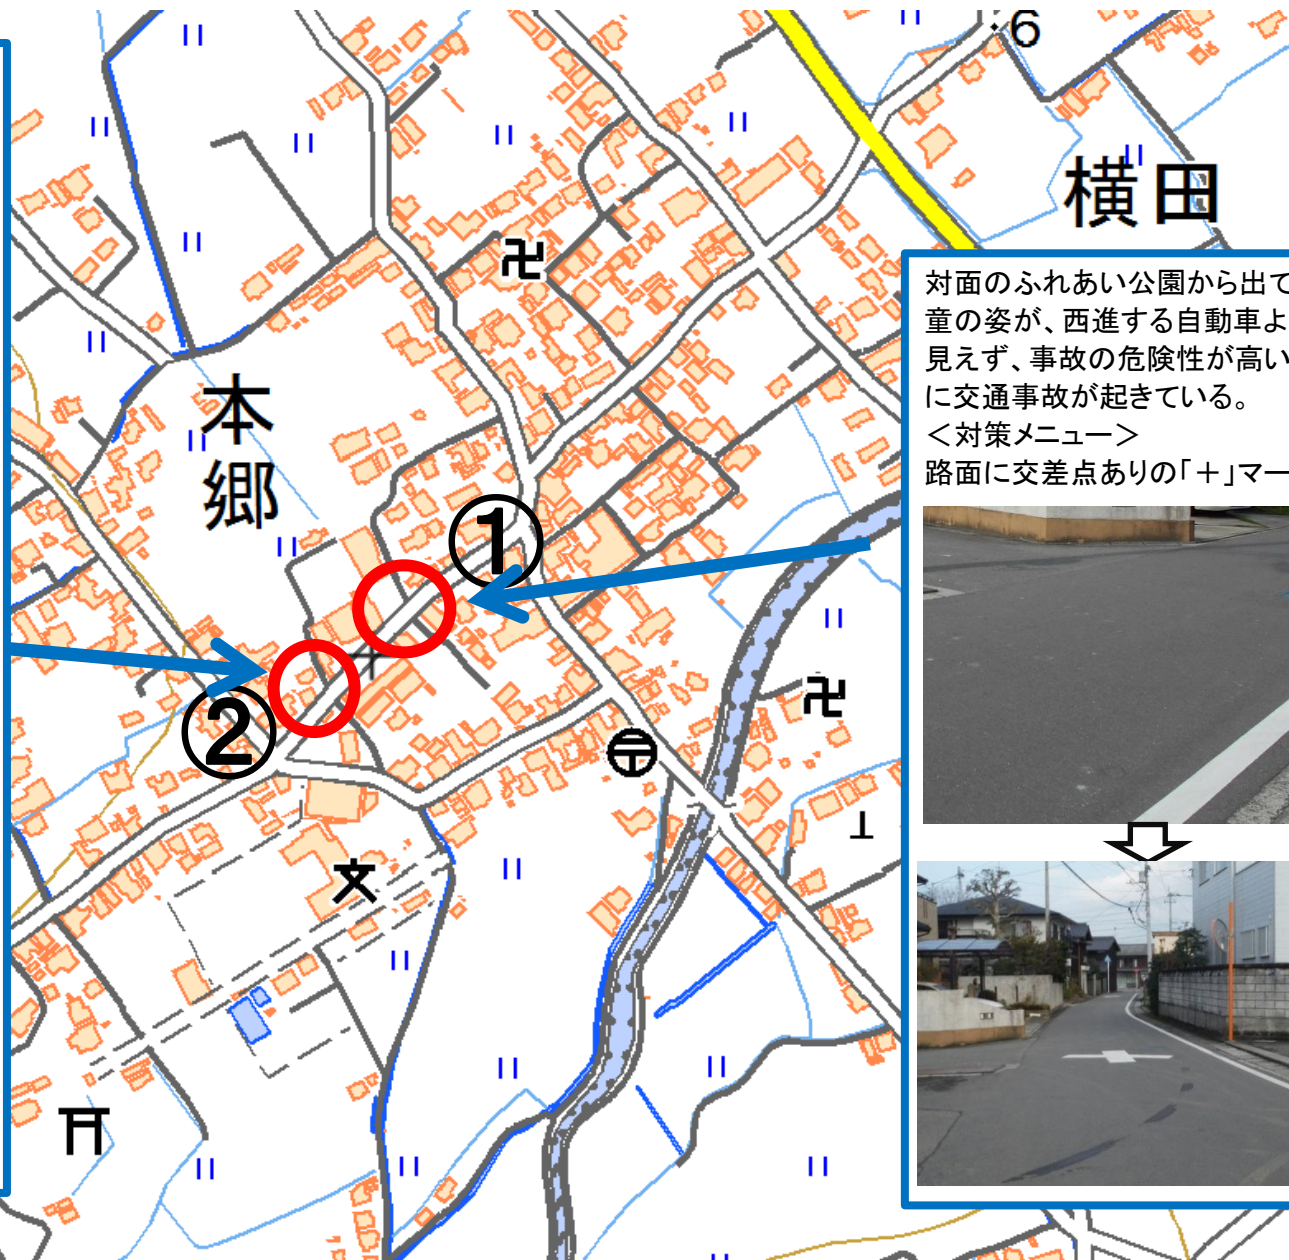 6
横田
本
郷
①
②
対面のふれあい公園から出て
童の姿が、西進する自動車よ
見えず、事故の危険性が高い
に交通事故が起きている。
＜対策メニュー＞
路面に交差点ありの「＋」マー